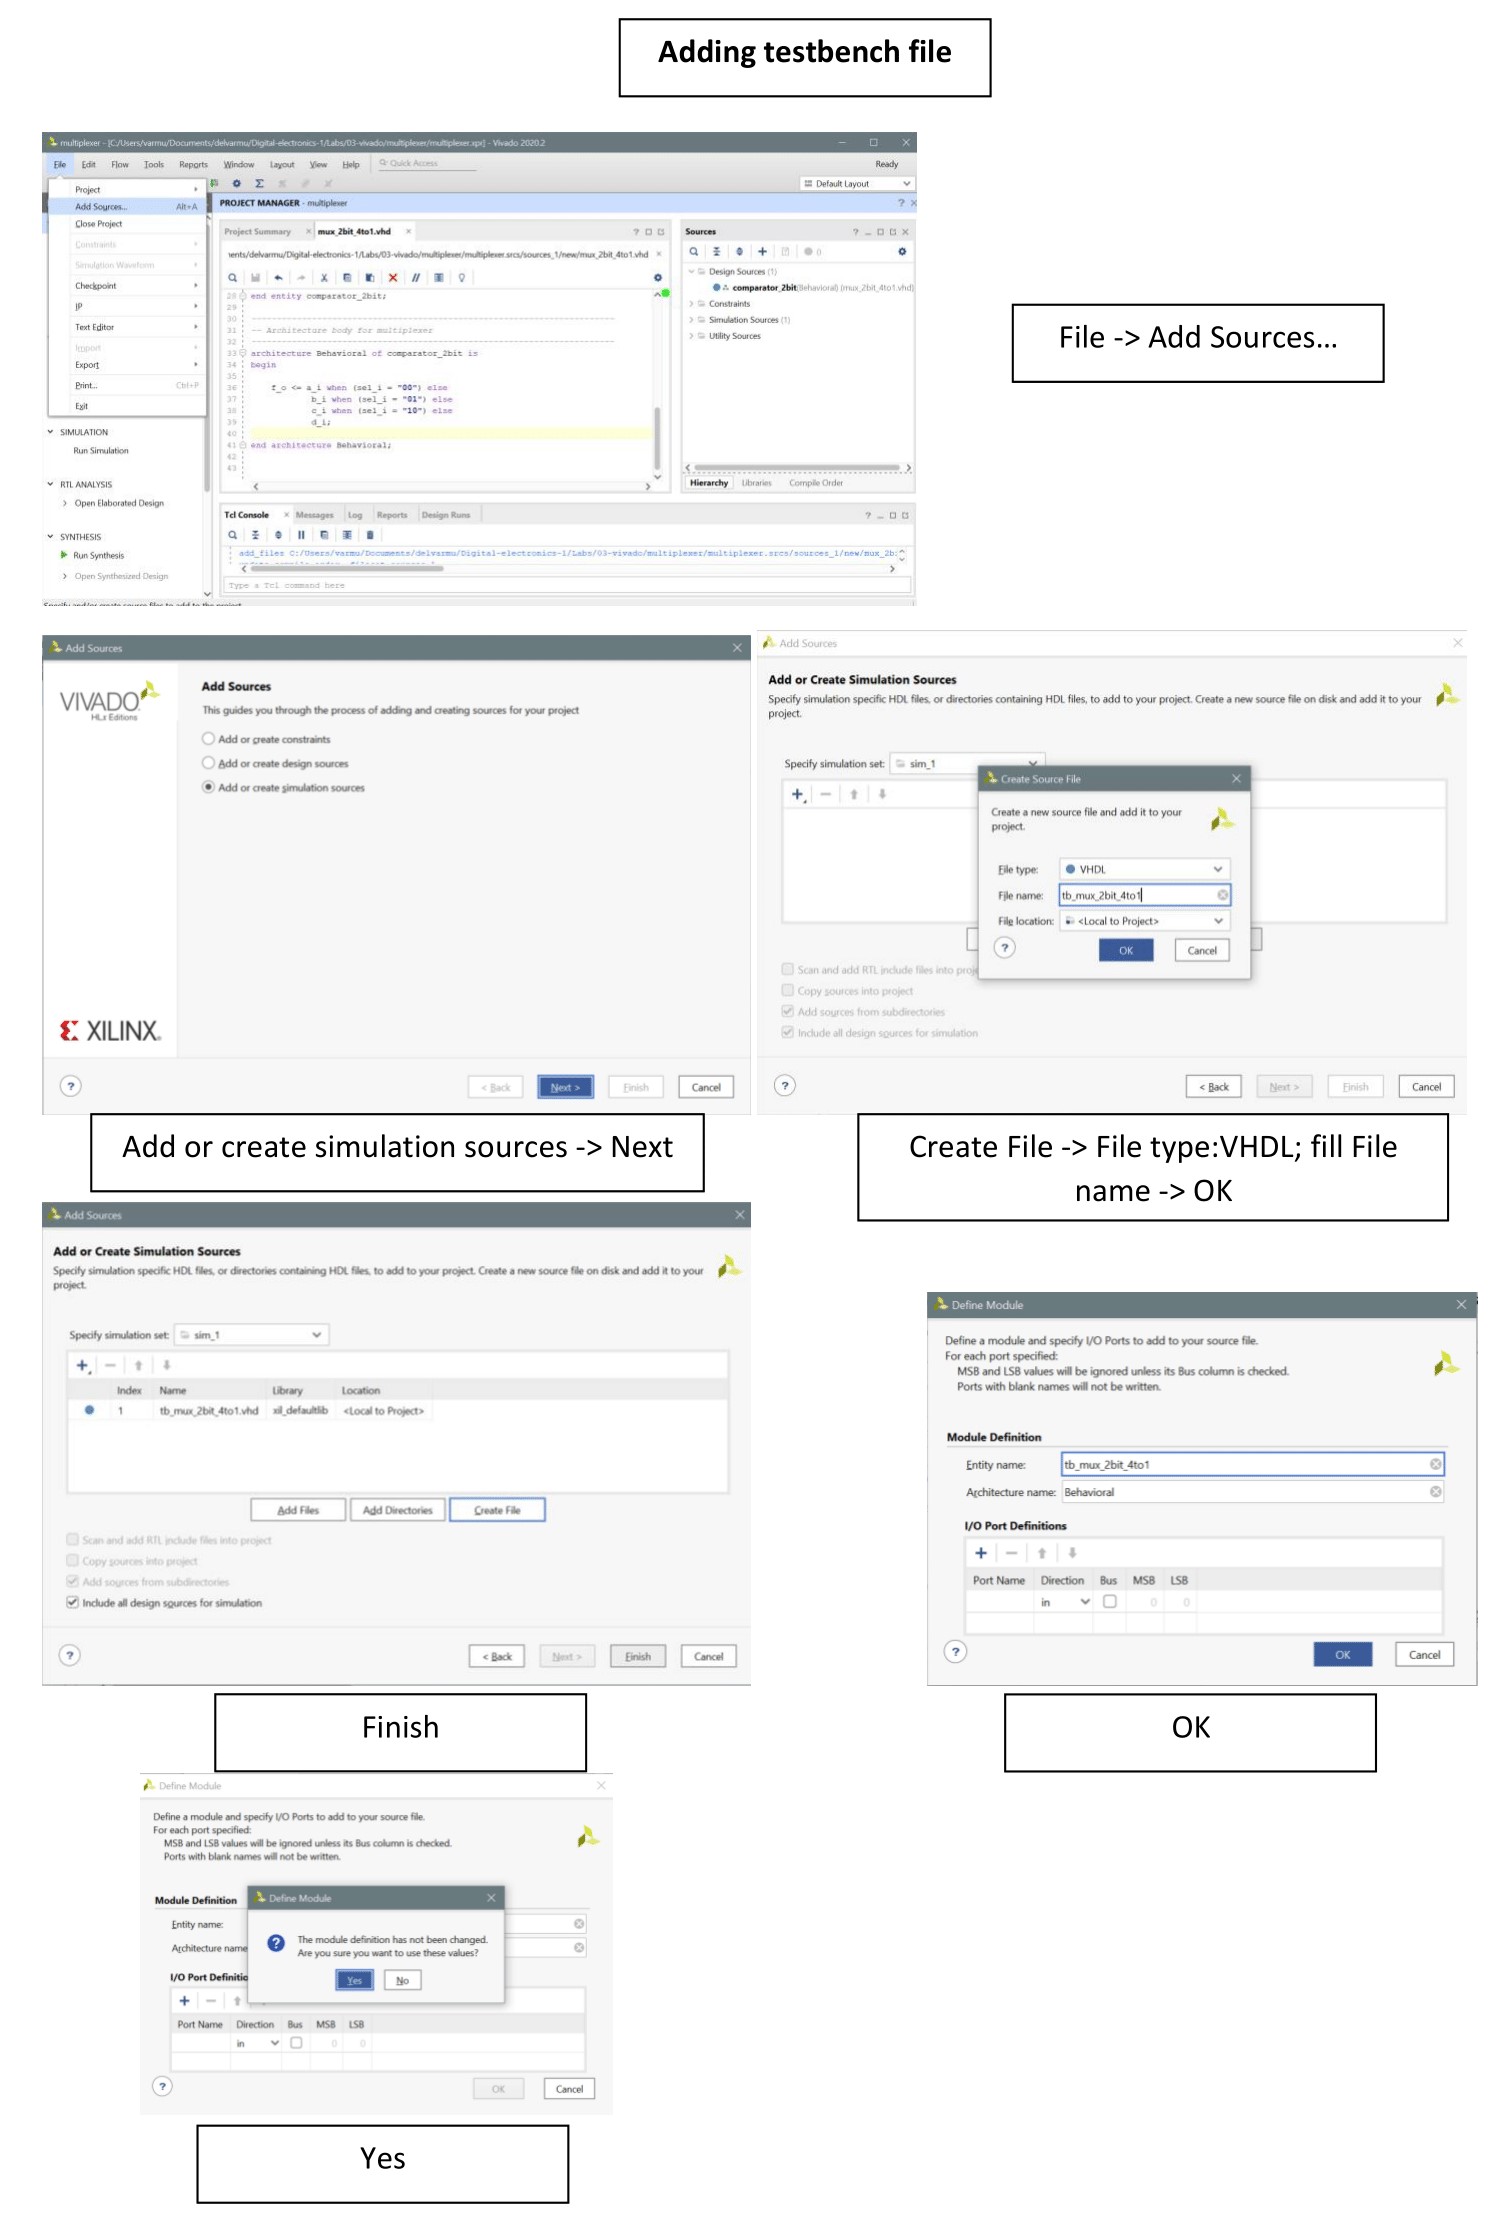 Adding testbench file
multiplexer - [C:/Users/varmu/Documents/delvarmu/Digital-electronics-1/Labs/03-vivado/multiplexer/multiplexer.xpr] - Vivado 2020.2
File Edit Flow Tools Reports Window Layout View Help Quick Access Ready
Default Layout
Project
Add Sources... Alt+A
Close Project
Constraints
Simulation Waveform
Checkpoint
IP
Text Editor
Import
Export
Print... Ctrl+P
Exit
SIMULATION
Run Simulation
RTL ANALYSIS
Open Elaborated Design
SYNTHESIS
Run Synthesis
Open Synthesized Design
PROJECT MANAGER - multiplexer
Project Summary mux_2bit_4to1.vhd
nents/delvarmu/Digital-electronics-1/Labs/03-vivado/multiplexer/multiplexer.srcs/sources_1/new/mux_2bit_4to1.vhd
28 end entity comparator_2bit;
29
30 ------------------------------------------------------------------------
31 -- Architecture body for multiplexer
32 ------------------------------------------------------------------------
33 architecture Behavioral of comparator_2bit is
34 begin
35
36 f_o <= a_i when (sel_i = "00") else
37 b_i when (sel_i = "01") else
38 c_i when (sel_i = "10") else
39 d_i;
40
41 end architecture Behavioral;
42
43
Sources
0
Design Sources (1)
comparator_2bit(Behavioral) (mux_2bit_4to1.vhd)
Constraints
Simulation Sources (1)
Utility Sources
Hierarchy Libraries Compile Order
Tcl Console Messages Log Reports Design Runs
add_files C:/Users/varmu/Documents/delvarmu/Digital-electronics-1/Labs/03-vivado/multiplexer/multiplexer.srcs/sources_1/new/mux_2b
Type a Tcl command here
Specify and/or create source files to add to the project
File -> Add Sources...
Add Sources
VIVADO
HLx Editions
Add Sources
This guides you through the process of adding and creating sources for your project
Add or create constraints
Add or create design sources
Add or create simulation sources
XILINX
? < Back Next > Finish Cancel
Add or create simulation sources -> Next
Add Sources
Add or Create Simulation Sources
Specify simulation specific HDL files, or directories containing HDL files, to add to your project. Create a new source file on disk and add it to your
project.
Specify simulation set: sim_1
Create Source File
Create a new source file and add it to your
project.
File type: VHDL
File name: tb_mux_2bit_4to1
File location: <Local to Project>
? OK Cancel
Scan and add RTL include files into proje
Copy sources into project
Add sources from subdirectories
Include all design sources for simulation
? < Back Next > Finish Cancel
Create File -> File type:VHDL; fill File
name -> OK
Add Sources
Add or Create Simulation Sources
Specify simulation specific HDL files, or directories containing HDL files, to add to your project. Create a new source file on disk and add it to your
project.
Specify simulation set: sim_1
Index Name Library Location
1 tb_mux_2bit_4to1.vhd xil_defaultlib <Local to Project>
Add Files Add Directories Create File
Scan and add RTL include files into project
Copy sources into project
Add sources from subdirectories
Include all design sources for simulation
? < Back Next > Finish Cancel
Finish
Define Module
Define a module and specify I/O Ports to add to your source file.
For each port specified:
MSB and LSB values will be ignored unless its Bus column is checked.
Ports with blank names will not be written.
Module Definition
Entity name: tb_mux_2bit_4to1
Architecture name: Behavioral
I/O Port Definitions
Port Name Direction Bus MSB LSB
in 0 0
? OK Cancel
OK
Define Module
Define a module and specify I/O Ports to add to your source file.
For each port specified:
MSB and LSB values will be ignored unless its Bus column is checked.
Ports with blank names will not be written.
Module Definition
Entity name:
Architecture name
I/O Port Definitio
Define Module
The module definition has not been changed.
Are you sure you want to use these values?
Yes No
Port Name Direction Bus MSB LSB
in 0 0
? OK Cancel
Yes